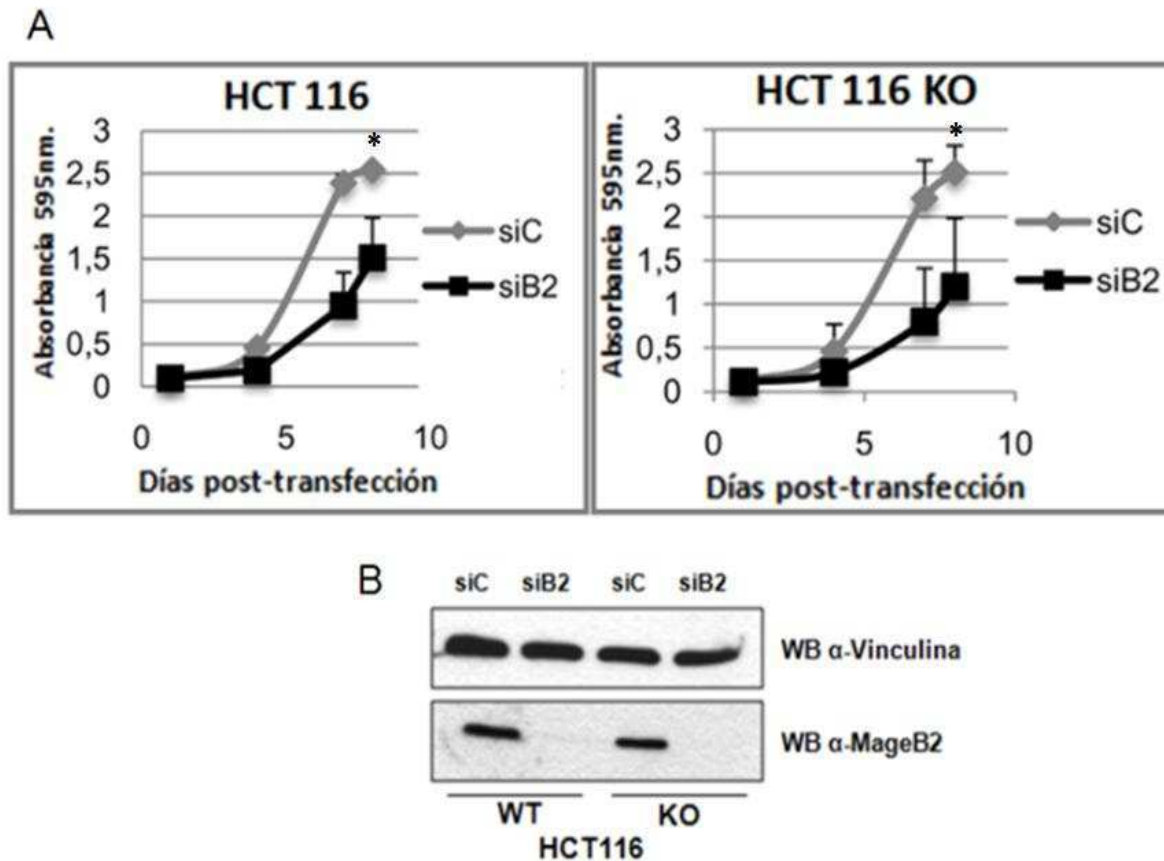 A
HCT 116
Absorbancia 595nm.
3
2,5
2
1,5
1
0,5
0
0 5 10
Días post-transfección
*
siC
siB2
HCT 116 KO
Absorbancia 595nm.
3
2,5
2
1,5
1
0,5
0
0 5 10
Días post-transfección
*
siC
siB2
B
siC siB2 siC siB2
WB α-Vinculina
WB α-MageB2
WT KO
HCT116